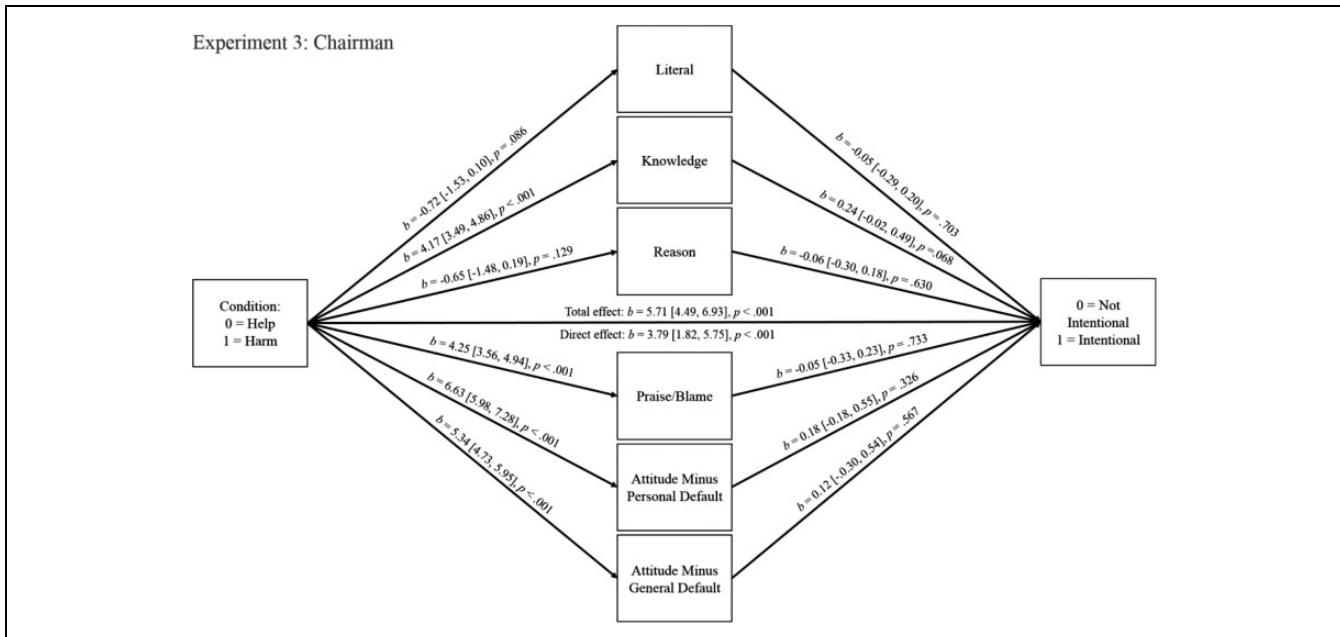 Experiment 3: Chairman
Literal
b = -0.72 [-1.53, 0.10], p = .086
b = -0.05 [-0.29, 0.20], p = .703
Knowledge
b = 4.17 [3.49, 4.86], p < .001
b = 0.24 [-0.02, 0.49], p =.068
Reason
b = -0.65 [-1.48, 0.19], p = .129
b = -0.06 [-0.30, 0.18], p = .630
Condition:
0 = Help
1 = Harm
Total effect: b = 5.71 [4.49, 6.93], p < .001
Direct effect: b = 3.79 [1.82, 5.75], p < .001
0 = Not
Intentional
1 = Intentional
b = 4.25 [3.56, 4.94], p < .001
b = -0.05 [-0.33, 0.23], p = .733
Praise/Blame
b = 6.63 [5.98, 7.28], p < .001
b = 0.18 [-0.18, 0.55], p = .326
Attitude Minus
Personal Default
b = 5.34 [4.73, 5.95], p < .001
b = 0.12 [-.0.30, 0.54], p = .567
Attitude Minus
General Default